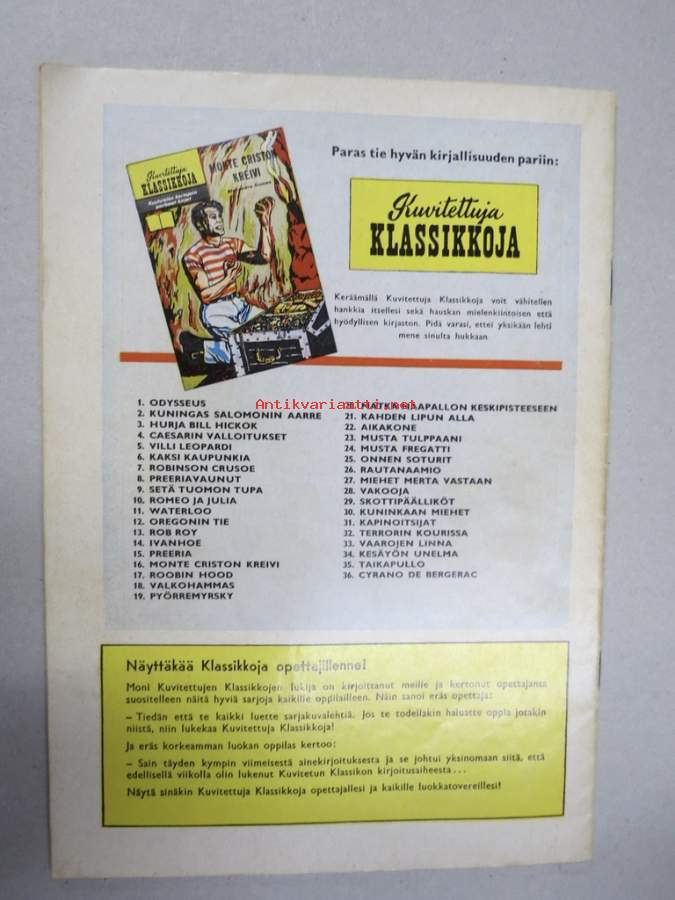 Paras tie hyvän kirjallisuuden pariin:
Kuvitettuja
KLASSIKKOJA
MONTE CRISTON
KREIVI
Kuvitettuja
KLASSIKKOJA
Keräämällä Kuvitettuja Klassikkoja voit vähitellen
hankkia itsellesi sekä hauskan mielenkiintoisen että
hyödyllisen kirjaston. Pidä varasi, ettei yksikään lehti
mene sinulta hukkaan
Antikvariaatti.net
1. ODYSSEUS
2. KUNINGAS SALOMONIN AARRE
3. HURJA BILL HICKOK
4. CAESARIN VALLOITUKSET
5. VILLI LEOPARDI
6. KAKSI KAUPUNKIA
7. ROBINSON CRUSOE
8. PREERIAVAUNUT
9. SETÄ TUOMON TUPA
10. ROMEO JA JULIA
11. WATERLOO
12. OREGONIN TIE
13. ROB ROY
14. IVANHOE
15. PREERIA
16. MONTE CRISTON KREIVI
17. ROOBIN HOOD
18. VALKOHAMMAS
19. PYÖRREMYRSKY
20. MATKA MAAPALLON KESKIPISTEESEEN
21. KAHDEN LIPUN ALLA
22. AIKAKONE
23. MUSTA TULPPAANI
24. MUSTA FREGATTI
25. ONNEN SOTURIT
26. RAUTANAAMIO
27. MIEHET MERTA VASTAAN
28. VAKOOJA
29. SKOTTIPÄÄLLIKÖT
30. KUNINKAAN MIEHET
31. KAPINOITSIJAT
32. TERRORIN KOURISSA
33. VAAROJEN LINNA
34. KESÄYÖN UNELMA
35. TAIKAPULLO
36. CYRANO DE BERGERAC
Näyttäkää Klassikkoja opettajillenne!
Moni Kuvitettujen Klassikkojen lukija on kirjoittanut meille ja kertonut opettajansa
suositelleen näitä hyviä sarjoja kaikille oppilailleen. Näin sanoi eräs opettaja:
— Tiedän että te kaikki luette sarjakuvalehtiä. Jos te todellakin haluatte oppia jotakin
niistä, niin lukekaa Kuvitettuja Klassikkoja!
Ja eräs korkeamman luokan oppilas kertoo:
— Sain täyden kympin viimeisestä ainekirjoituksesta ja se johtui yksinomaan siitä, että
edellisellä viikolla olin lukenut Kuvitetun Klassikon kirjoitusaiheesta...
Näytä sinäkin Kuvitettuja Klassikkoja opettajallesi ja kaikille luokkatovereillesi!